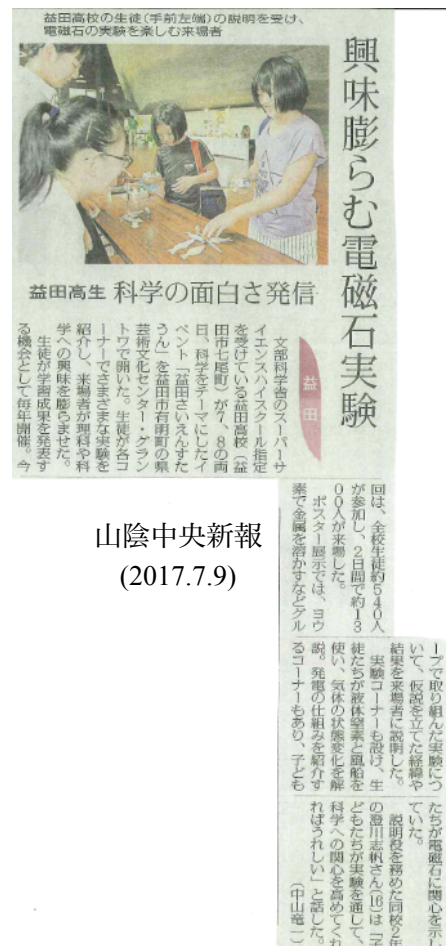 益田高校の生徒(手前左端)の説明を受け、
電磁石の実験を楽しむ来場者
興味膨らむ電磁石実験
益田高生 科学の面白さ発信
益田
文部科学省のスーパーサ
イエンスハイスクール指定
を受けている益田高校(益
田市七尾町)が7、8の両
日、科学をテーマにしたイ
ベント「益田さいえんすた
うん」を益田市有明町の県
芸術文化センター・グラン
トワで開いた。生徒が各コ
ーナーでさまざまな実験を
紹介し、来場者が理科や科
学への興味を膨らませた。
生徒が学習成果を発表す
る機会として毎年開催。今
回は、全校生徒約540人
が参加し、2日間で約13
00人が来場した。
ポスター展示では、ヨウ
素で金属を溶かすなどグル
ープで取り組んだ実験につ
いて、仮説を立てた経緯や
結果を来場者に説明した。
実験コーナーも設け、生
徒たちが液体窒素と風船を
使い、気体の状態変化を解
説。発電の仕組みを紹介す
るコーナーもあり、子ども
たちが電磁石に関心を示し
ていた。
説明役を務めた同校2年
の澄川志帆さん(16)は「子
どもたちが実験を通して、
科学への関心を高めてくれ
ればうれしい」と話した。
(中山竜一)
山陰中央新報
(2017.7.9)